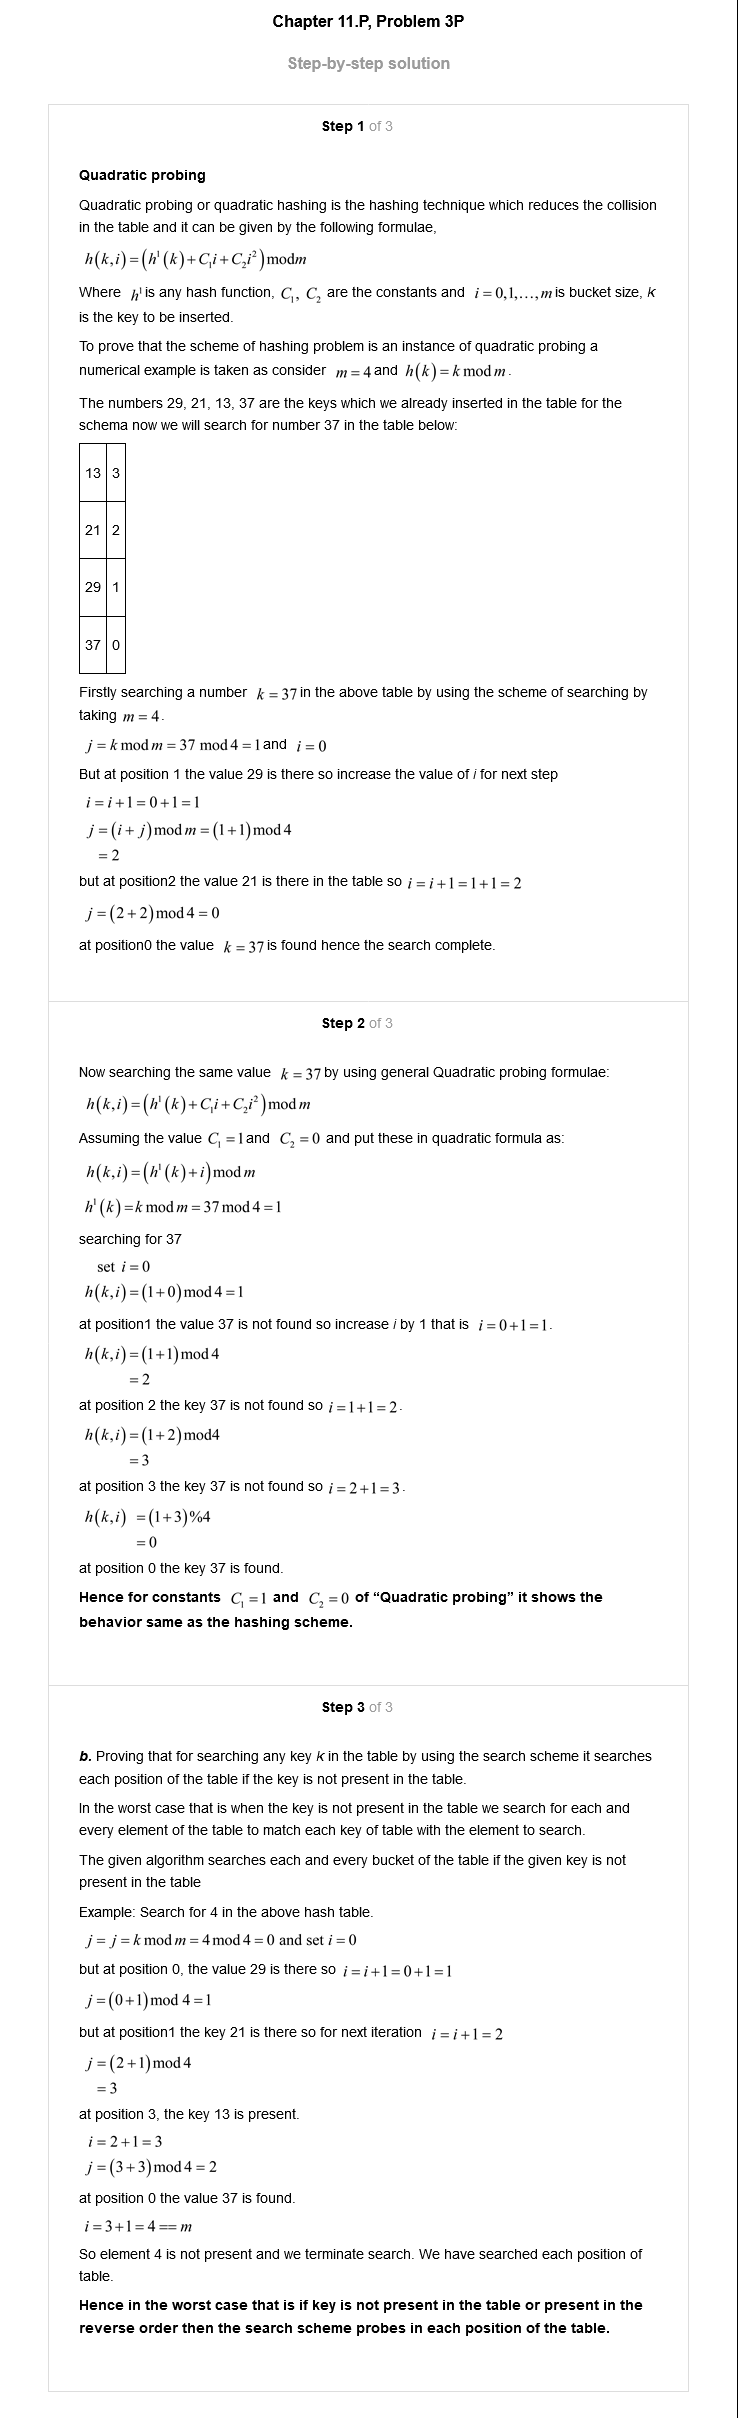 Chapter 11.P, Problem 3P
Step-by-step solution
Step 1 of 3
Quadratic probing
Quadratic probing or quadratic hashing is the hashing technique which reduces the collision
in the table and it can be given by the following formulae,
h(k,i)=(h¹(k)+C₁i+C₂i²)modm
Where h¹ is any hash function, C₁, C₂ are the constants and i=0,1,...,m is bucket size, k
is the key to be inserted.
To prove that the scheme of hashing problem is an instance of quadratic probing a
numerical example is taken as consider m=4 and h(k)=k mod m.
The numbers 29, 21, 13, 37 are the keys which we already inserted in the table for the
schema now we will search for number 37 in the table below:
13 3
21 2
29 1
37 0
Firstly searching a number k=37 in the above table by using the scheme of searching by
taking m=4.
j=k mod m=37 mod 4=1 and i=0
But at position 1 the value 29 is there so increase the value of i for next step
i=i+1=0+1=1
j=(i+j)mod m=(1+1)mod 4
=2
but at position2 the value 21 is there in the table so i=i+1=1+1=2
j=(2+2)mod 4=0
at position0 the value k=37 is found hence the search complete.
Step 2 of 3
Now searching the same value k=37 by using general Quadratic probing formulae:
h(k,i)=(h¹(k)+C₁i+C₂i²)mod m
Assuming the value C₁=1 and C₂=0 and put these in quadratic formula as:
h(k,i)=(h¹(k)+i)mod m
h¹(k)=k mod m=37 mod 4=1
searching for 37
set i=0
h(k,i)=(1+0)mod 4=1
at position1 the value 37 is not found so increase i by 1 that is i=0+1=1.
h(k,i)=(1+1)mod 4
=2
at position 2 the key 37 is not found so i=1+1=2.
h(k,i)=(1+2)mod4
=3
at position 3 the key 37 is not found so i=2+1=3.
h(k,i) =(1+3)%4
=0
at position 0 the key 37 is found.
Hence for constants C₁=1 and C₂=0 of “Quadratic probing” it shows the
behavior same as the hashing scheme.
Step 3 of 3
b. Proving that for searching any key k in the table by using the search scheme it searches
each position of the table if the key is not present in the table.
In the worst case that is when the key is not present in the table we search for each and
every element of the table to match each key of table with the element to search.
The given algorithm searches each and every bucket of the table if the given key is not
present in the table
Example: Search for 4 in the above hash table.
j=j=k mod m=4 mod 4=0 and set i=0
but at position 0, the value 29 is there so i=i+1=0+1=1
j=(0+1)mod 4=1
but at position1 the key 21 is there so for next iteration i=i+1=2
j=(2+1)mod 4
=3
at position 3, the key 13 is present.
i=2+1=3
j=(3+3)mod 4=2
at position 0 the value 37 is found.
i=3+1=4==m
So element 4 is not present and we terminate search. We have searched each position of
table.
Hence in the worst case that is if key is not present in the table or present in the
reverse order then the search scheme probes in each position of the table.